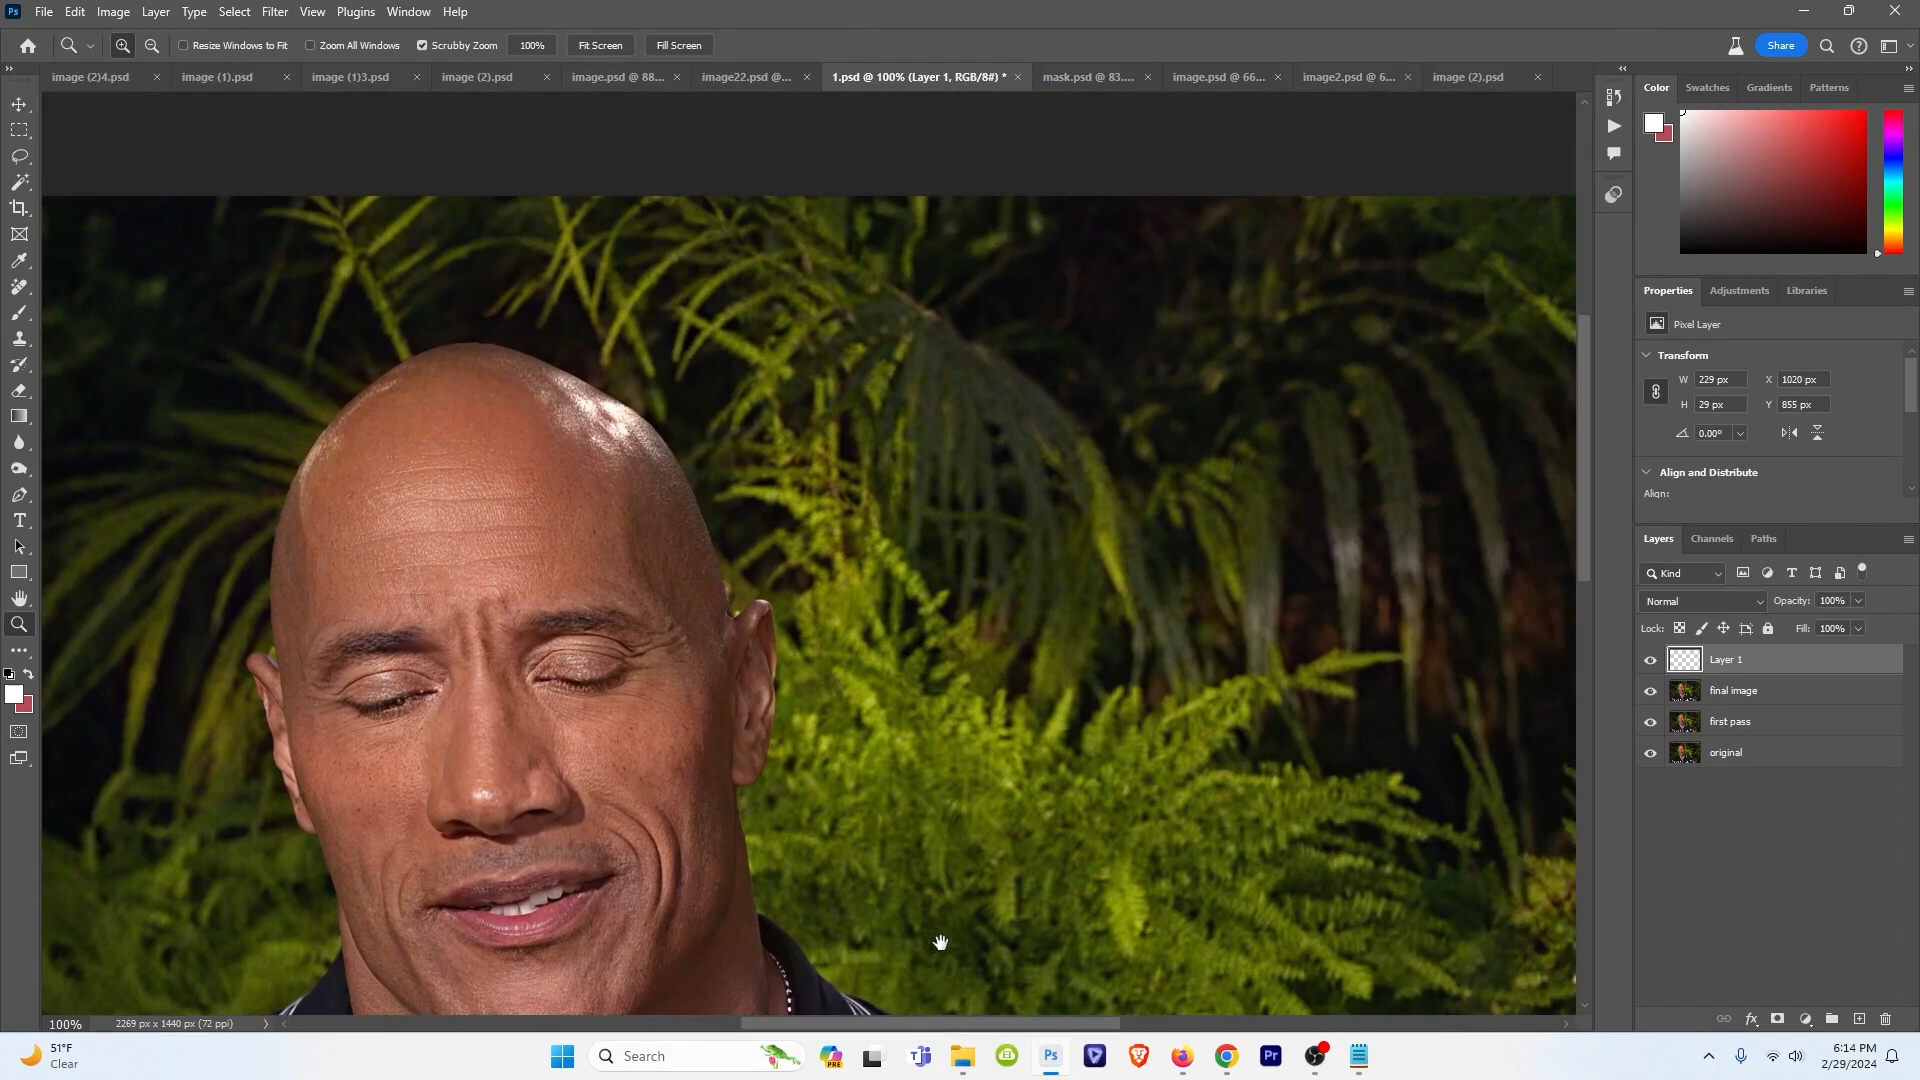 Ps File Edit Image Layer Type Select Filter View Plugins Window Help
Resize Windows to Fit Zoom All Windows Scrubby Zoom 100% Fit Screen Fill Screen Share
image (2)4.psd image (1).psd image (1)3.psd image (2).psd image.psd @ 88... image22.psd @... 1.psd @ 100% (Layer 1, RGB/8#) * mask.psd @ 83.... image.psd @ 66... image2.psd @ 6... image (2).psd
Color Swatches Gradients Patterns
Properties Adjustments Libraries
Pixel Layer
Transform
W 229 px X 1020 px
H 29 px Y 855 px
0.00°
Align and Distribute
Align:
Layers Channels Paths
Kind
Normal Opacity: 100%
Lock: Fill: 100%
Layer 1
final image
first pass
original
100% 2269 px x 1440 px (72 ppi)
51°F
Clear
Search
PRE
Ps
Pr
6:14 PM
2/29/2024